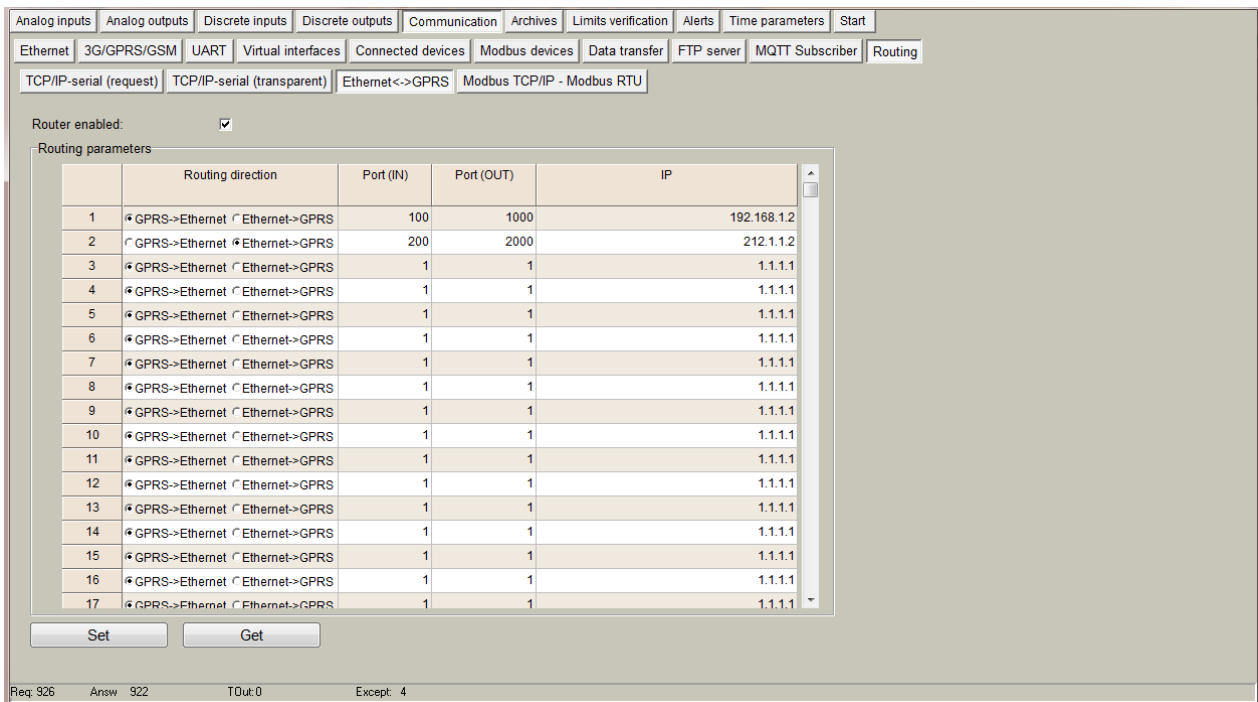 Analog inputs Analog outputs Discrete inputs Discrete outputs Communication Archives Limits verification Alerts Time parameters Start
Ethernet 3G/GPRS/GSM UART Virtual interfaces Connected devices Modbus devices Data transfer FTP server MQTT Subscriber Routing
TCP/IP-serial (request) TCP/IP-serial (transparent) Ethernet<->GPRS Modbus TCP/IP - Modbus RTU
Router enabled:
Routing parameters
Routing direction Port (IN) Port (OUT) IP
1 GPRS->Ethernet Ethernet->GPRS 100 1000 192.168.1.2
2 GPRS->Ethernet Ethernet->GPRS 200 2000 212.1.1.2
3 GPRS->Ethernet Ethernet->GPRS 1 1 1.1.1.1
4 GPRS->Ethernet Ethernet->GPRS 1 1 1.1.1.1
5 GPRS->Ethernet Ethernet->GPRS 1 1 1.1.1.1
6 GPRS->Ethernet Ethernet->GPRS 1 1 1.1.1.1
7 GPRS->Ethernet Ethernet->GPRS 1 1 1.1.1.1
8 GPRS->Ethernet Ethernet->GPRS 1 1 1.1.1.1
9 GPRS->Ethernet Ethernet->GPRS 1 1 1.1.1.1
10 GPRS->Ethernet Ethernet->GPRS 1 1 1.1.1.1
11 GPRS->Ethernet Ethernet->GPRS 1 1 1.1.1.1
12 GPRS->Ethernet Ethernet->GPRS 1 1 1.1.1.1
13 GPRS->Ethernet Ethernet->GPRS 1 1 1.1.1.1
14 GPRS->Ethernet Ethernet->GPRS 1 1 1.1.1.1
15 GPRS->Ethernet Ethernet->GPRS 1 1 1.1.1.1
16 GPRS->Ethernet Ethernet->GPRS 1 1 1.1.1.1
17 GPRS->Ethernet Ethernet->GPRS 1 1 1.1.1.1
Set Get
Req: 926 Answ 922 TOut:0 Except: 4